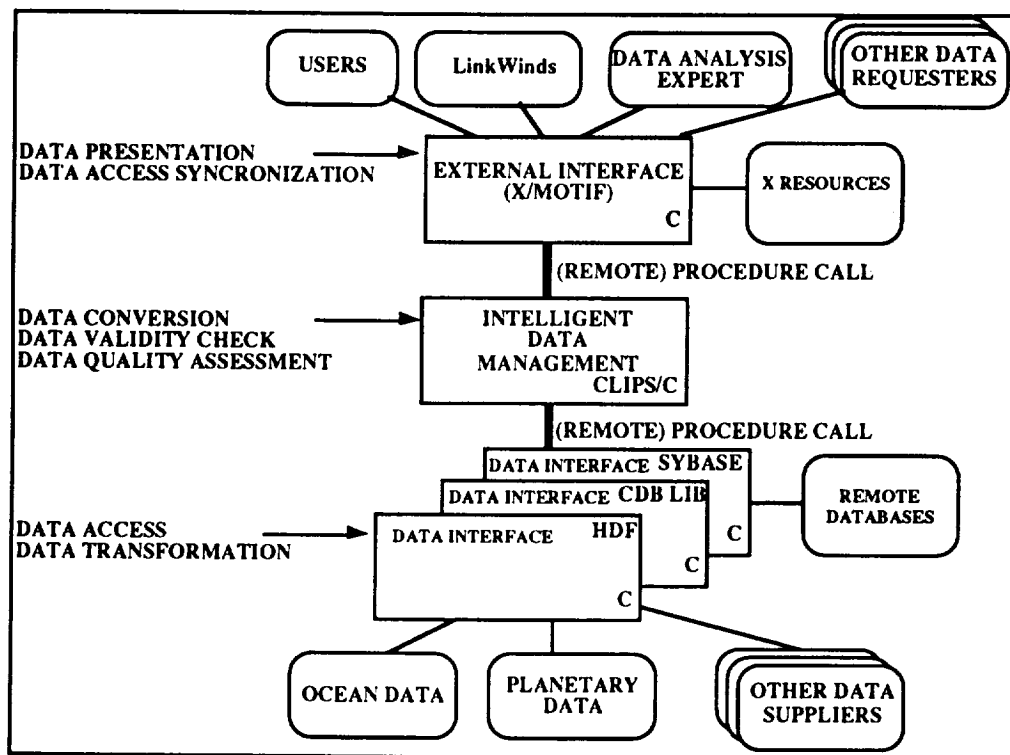 USERS
LinkWinds
DATA ANALYSIS
EXPERT
OTHER DATA
REQUESTERS
DATA PRESENTATION
DATA ACCESS SYNCRONIZATION
EXTERNAL INTERFACE
(X/MOTIF)
C
X RESOURCES
(REMOTE) PROCEDURE CALL
DATA CONVERSION
DATA VALIDITY CHECK
DATA QUALITY ASSESSMENT
INTELLIGENT
DATA
MANAGEMENT
CLIPS/C
(REMOTE) PROCEDURE CALL
DATA INTERFACE SYBASE
C
DATA INTERFACE CDB LIB
C
DATA INTERFACE HDF
C
REMOTE
DATABASES
DATA ACCESS
DATA TRANSFORMATION
OCEAN DATA
PLANETARY
DATA
OTHER DATA
SUPPLIERS